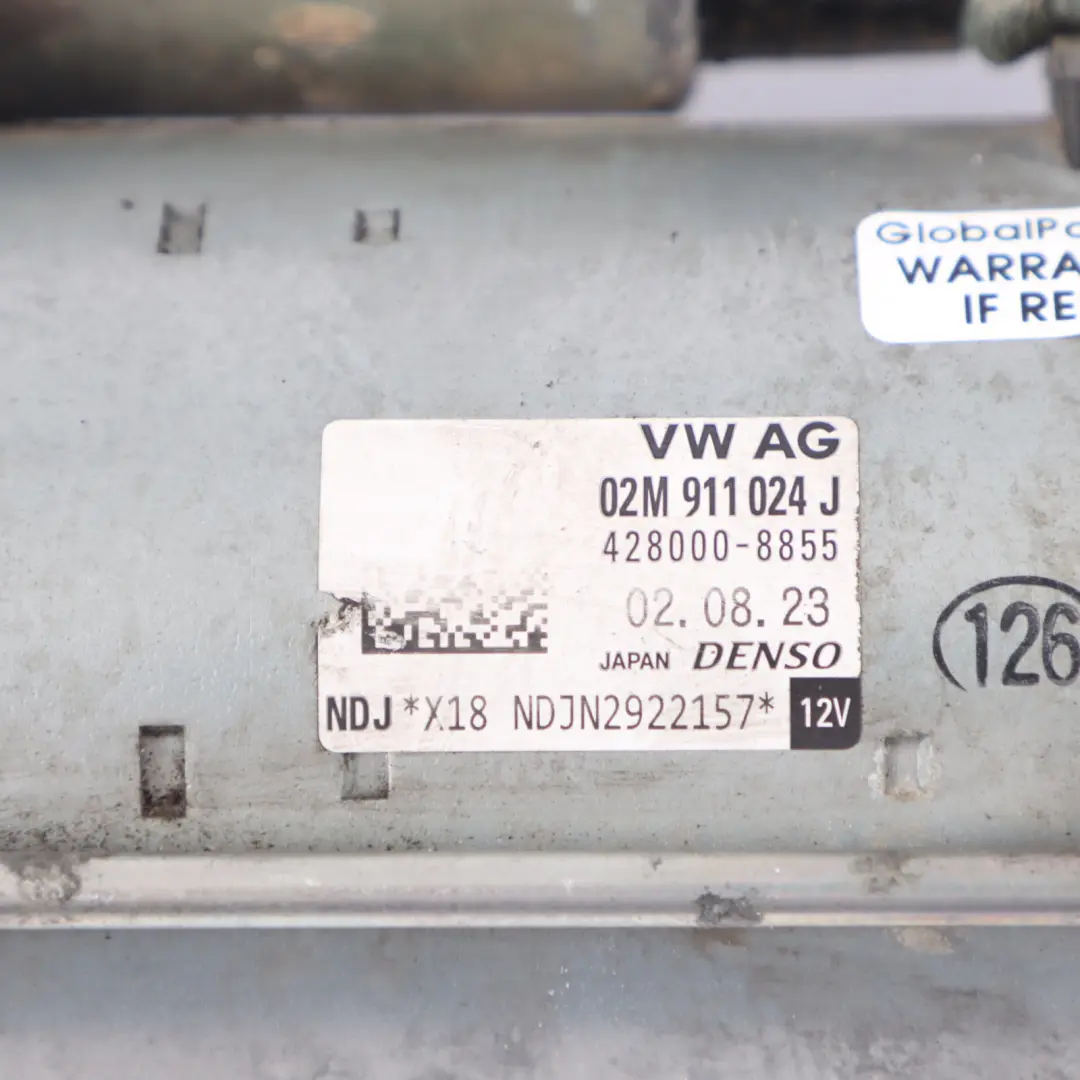 GlobalPa
WARRA
IF RE
VW AG
02M 911 024 J
428000-8855
02. 08. 23
JAPAN DENSO
NDJ *X18 NDJN2922157* 12V
126